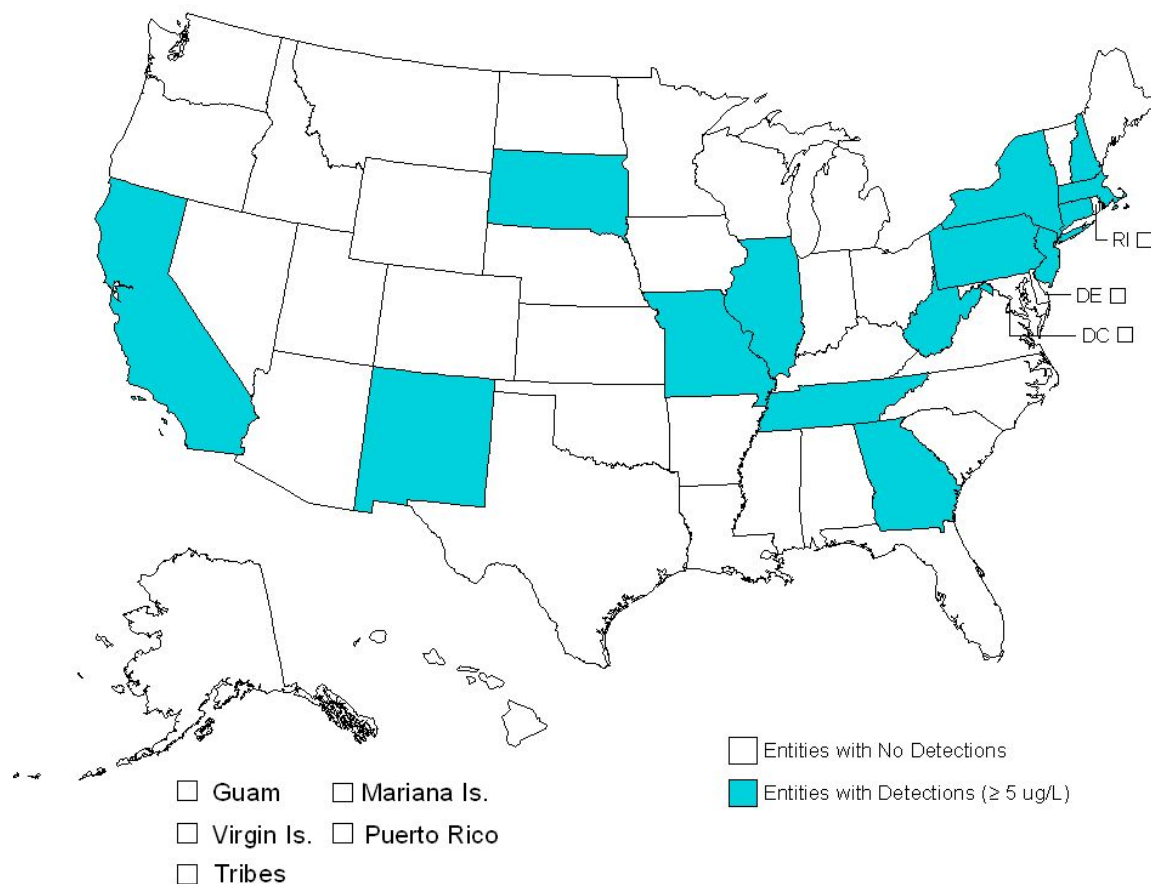 RI
DE
DC
Entities with No Detections
Entities with Detections (≥ 5 ug/L)
Guam
Mariana Is.
Virgin Is.
Puerto Rico
Tribes